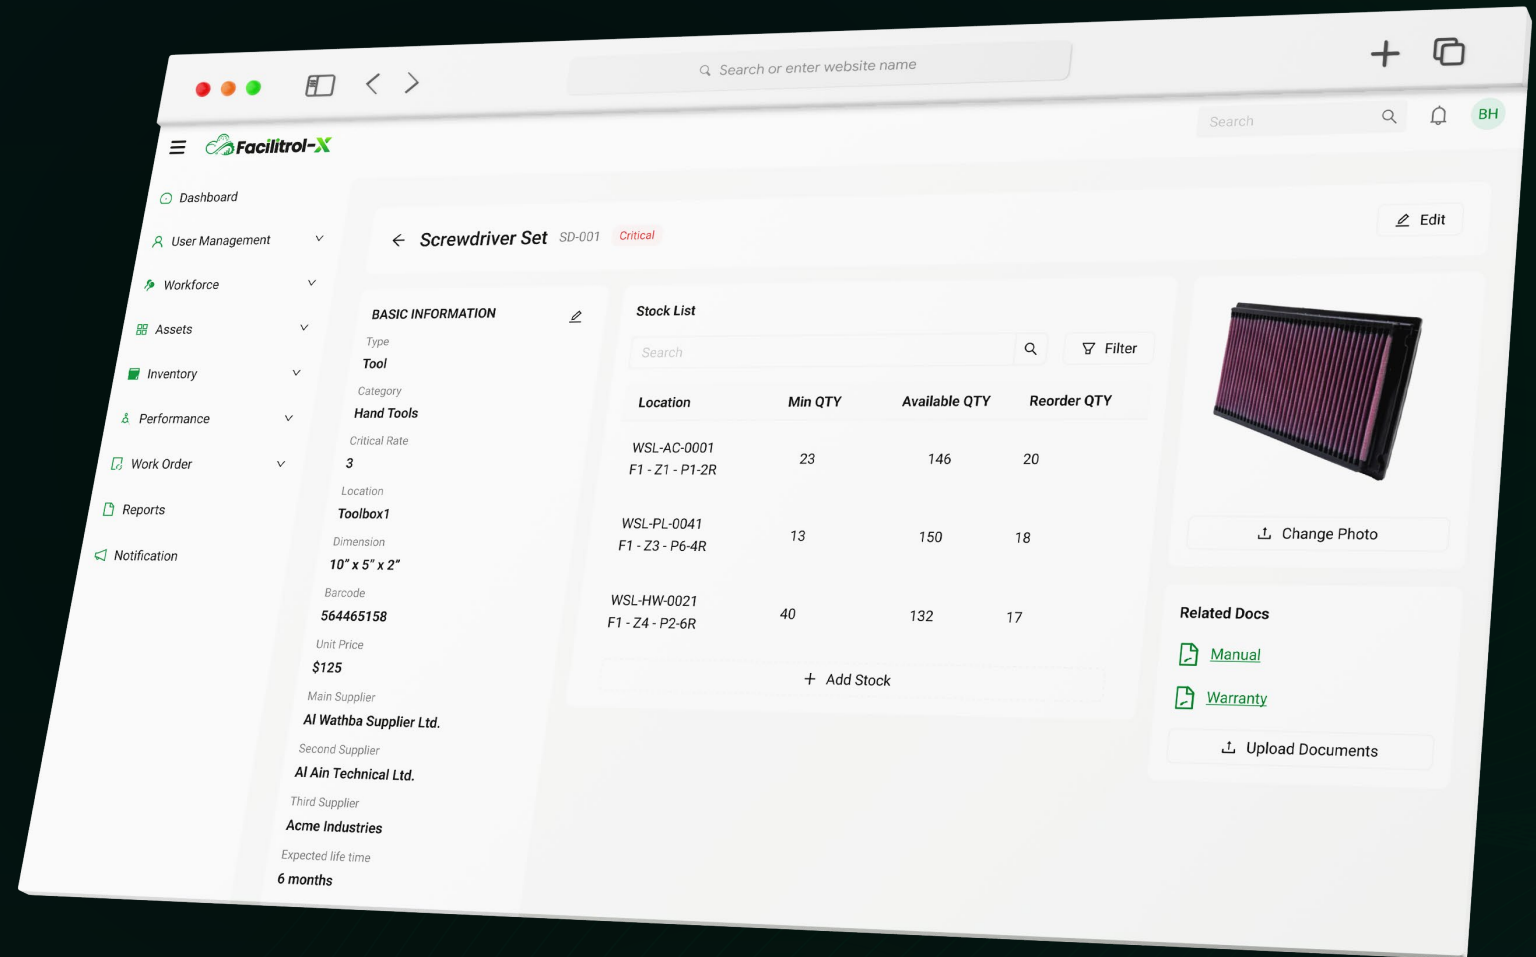 Search or enter website name
Facilitrol-X
Search
BH
Dashboard
User Management
Workforce
Assets
Inventory
Performance
Work Order
Reports
Notification
Screwdriver Set SD-001 Critical
Edit
BASIC INFORMATION
Type
Tool
Category
Hand Tools
Critical Rate
3
Location
Toolbox1
Dimension
10" x 5" x 2"
Barcode
564465158
Unit Price
$125
Main Supplier
Al Wathba Supplier Ltd.
Second Supplier
Al Ain Technical Ltd.
Third Supplier
Acme Industries
Expected life time
6 months
Stock List
Search
Filter
Location Min QTY Available QTY Reorder QTY
WSL-AC-0001
F1 - Z1 - P1-2R
23 146 20
WSL-PL-0041
F1 - Z3 - P6-4R
13 150 18
WSL-HW-0021
F1 - Z4 - P2-6R
40 132 17
+ Add Stock
Change Photo
Related Docs
Manual
Warranty
Upload Documents